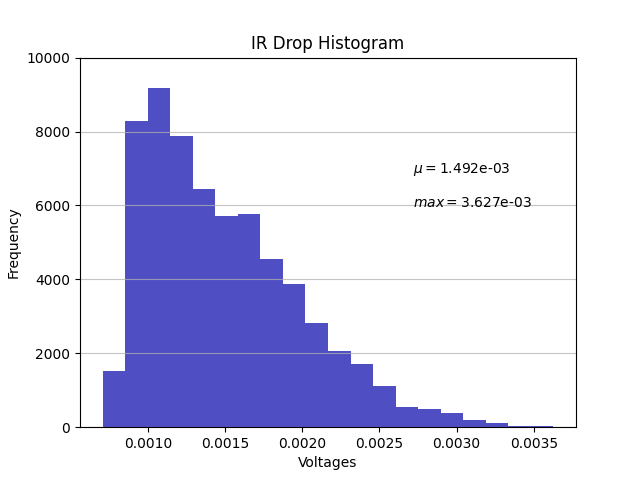 IR Drop Histogram
10000
8000
6000
4000
2000
0
Frequency
μ = 1.492e-03
max = 3.627e-03
0.0010 0.0015 0.0020 0.0025 0.0030 0.0035
Voltages